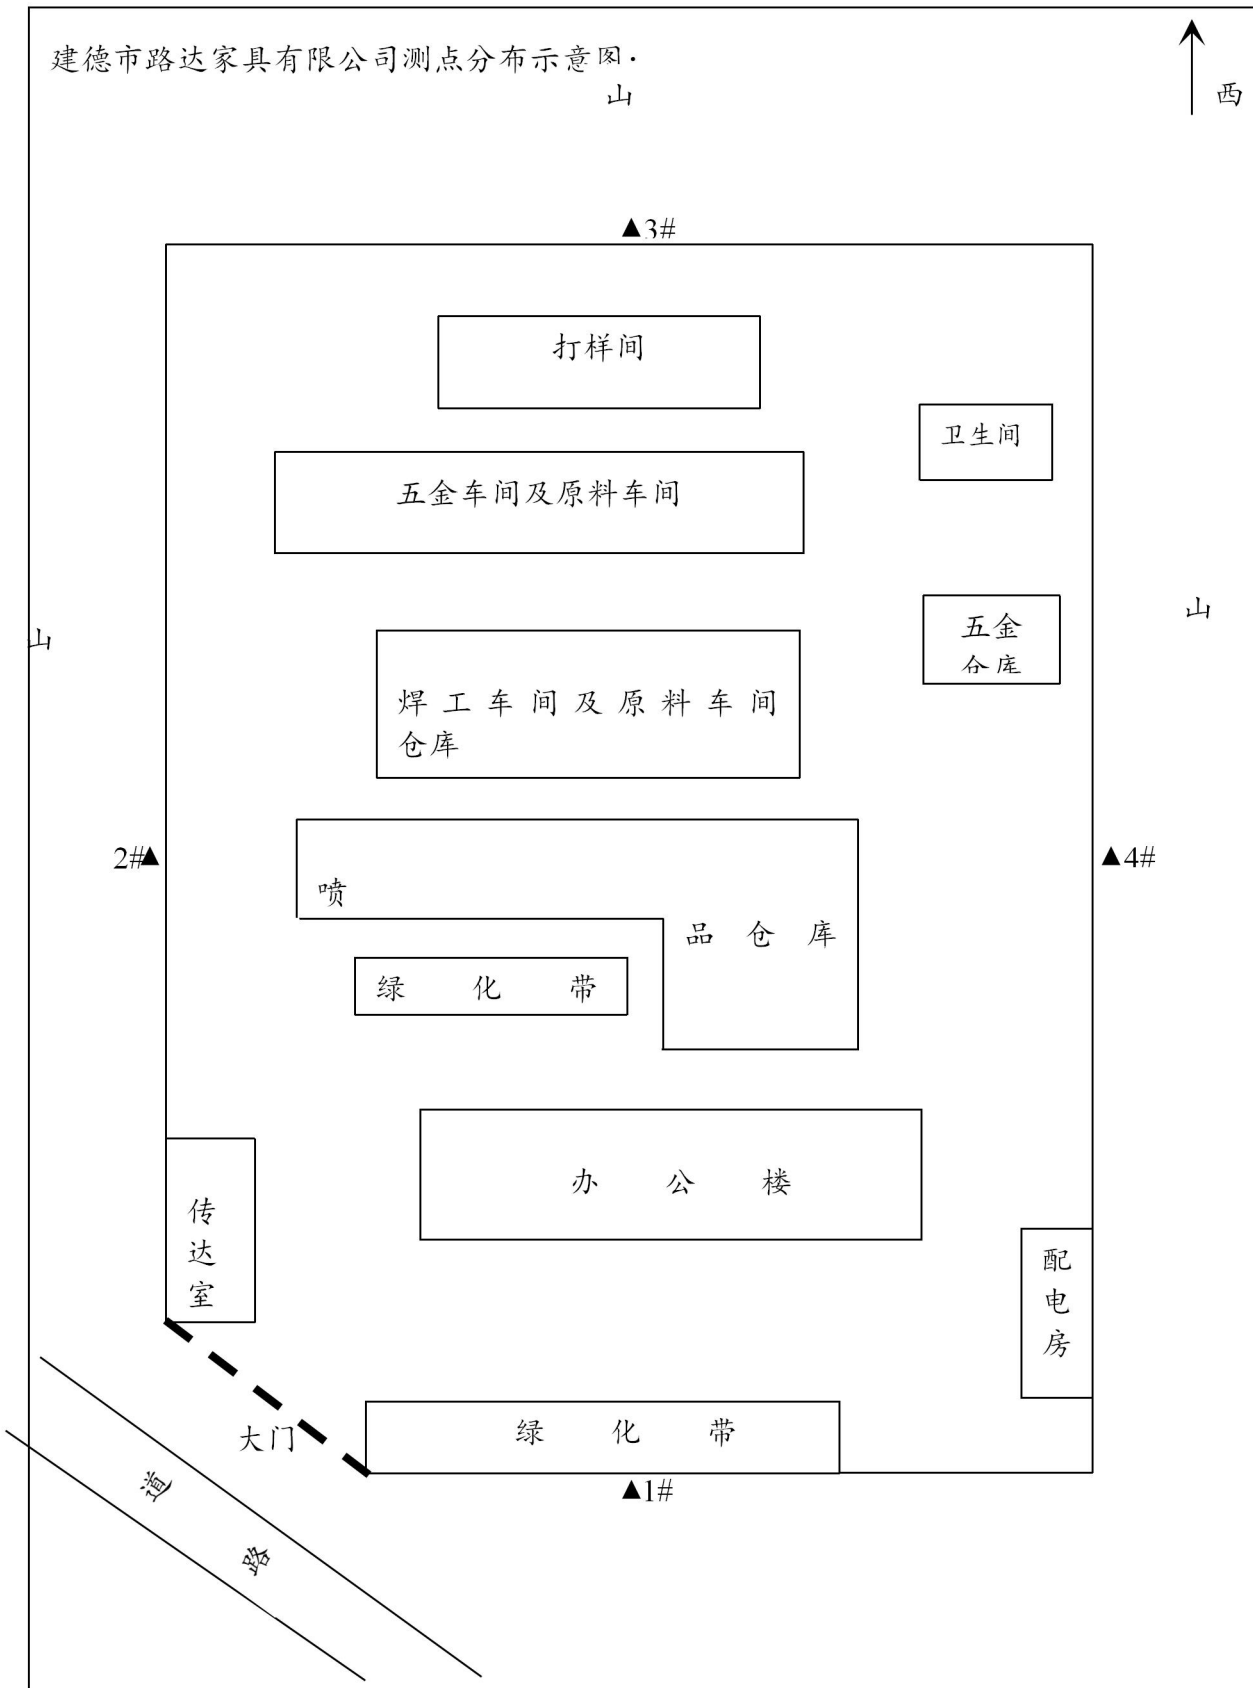 建德市路达家具有限公司测点分布示意图.
山
西
▲3#
打样间
卫生间
五金车间及原料车间
山
山
五金
仓库
焊工车间及原料车间
仓库
2#▲
▲4#
喷
品仓库
绿化带
办公楼
传
达
室
配
电
房
大门
绿化带
▲1#
道
路